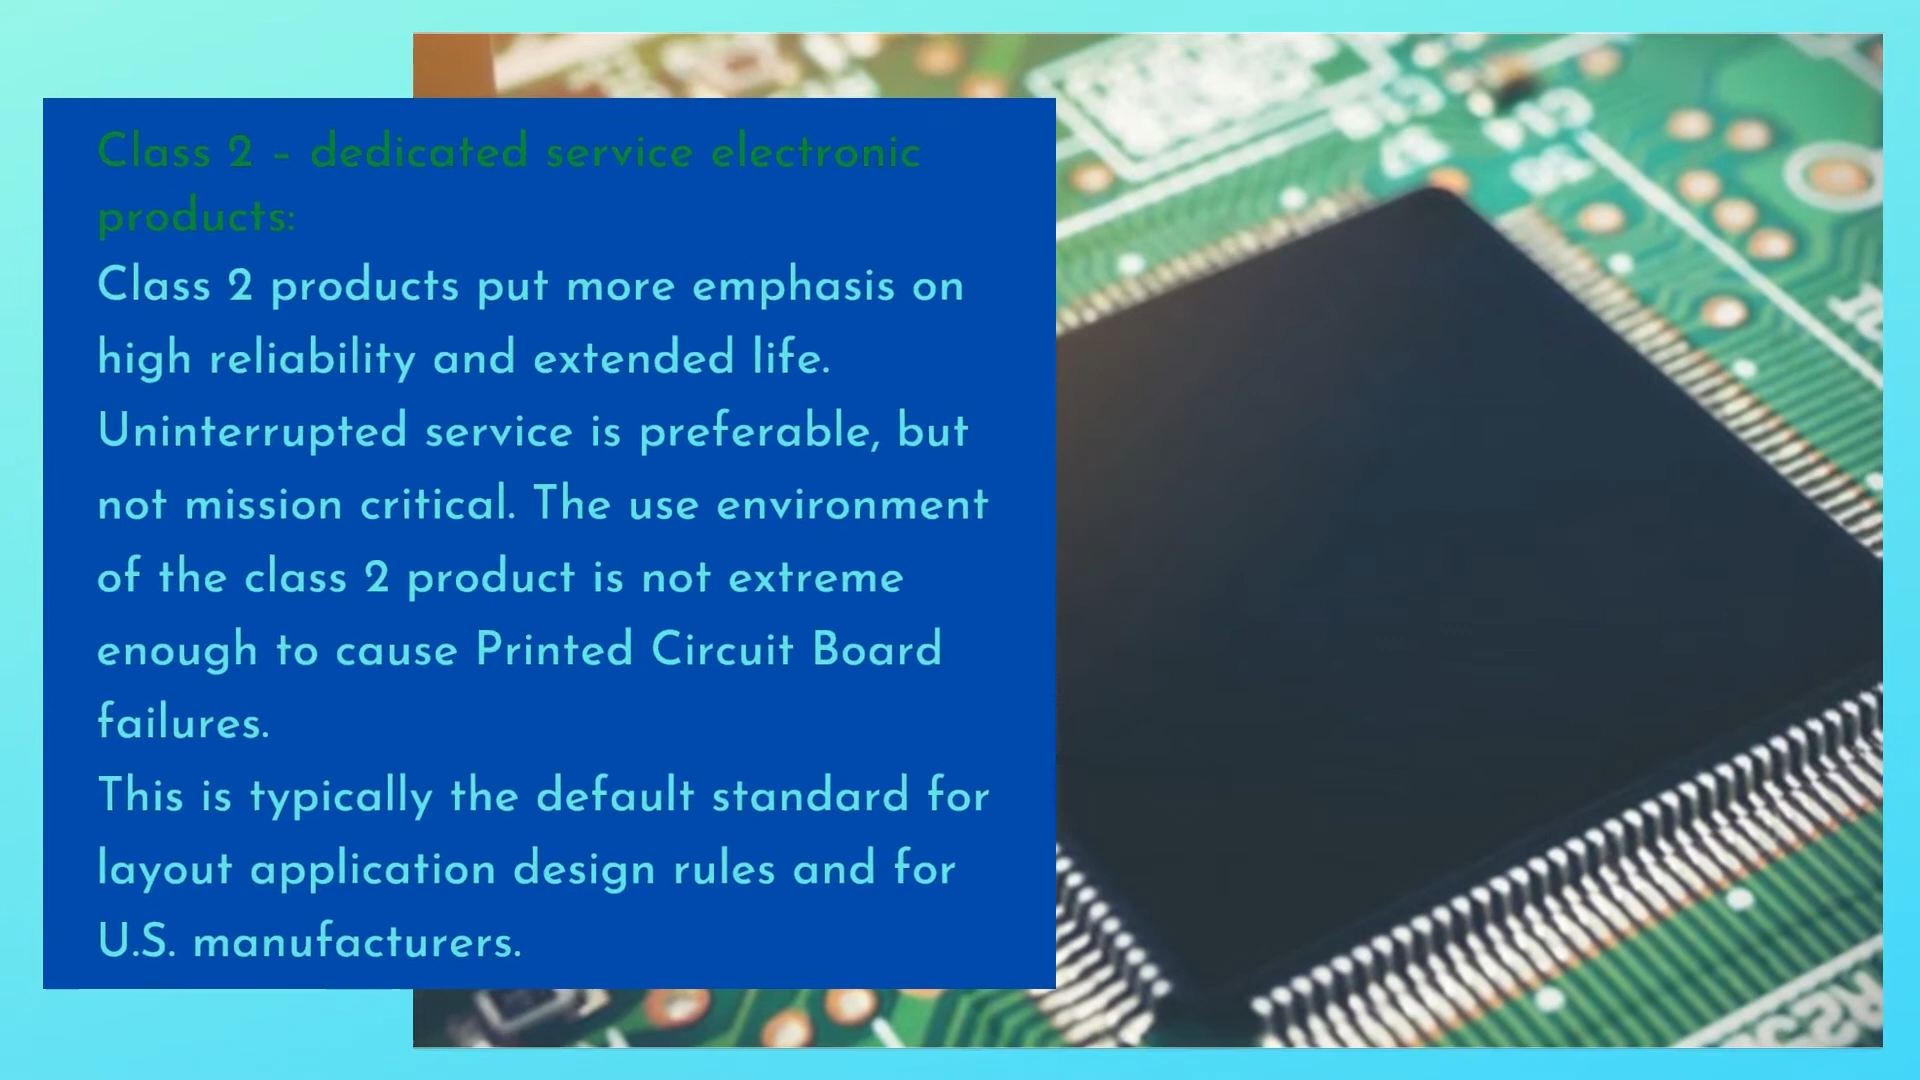 Class 2 – dedicated service electronic
products:
Class 2 products put more emphasis on
high reliability and extended life.
Uninterrupted service is preferable, but
not mission critical. The use environment
of the class 2 product is not extreme
enough to cause Printed Circuit Board
failures.
This is typically the default standard for
layout application design rules and for
U.S. manufacturers.